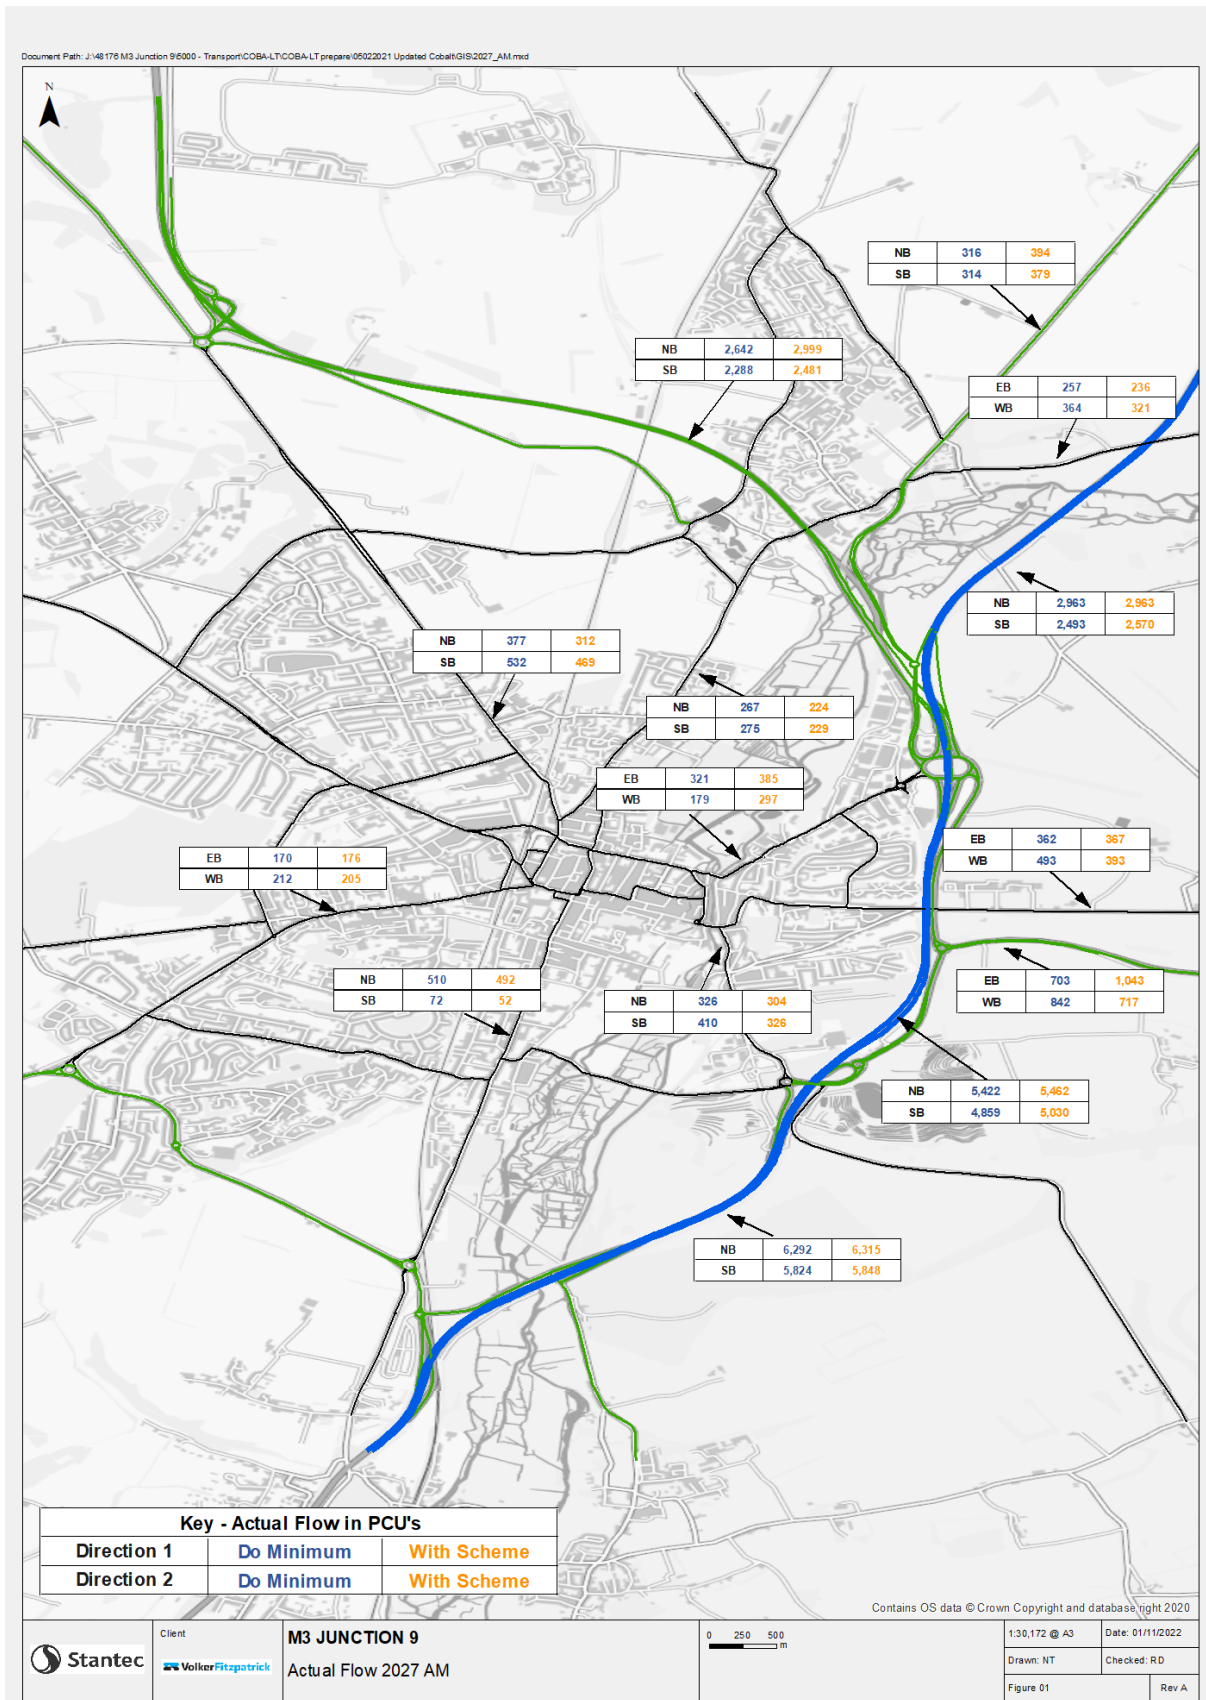 Document Path: J:\48176 M3 Junction 9\5000 - Transport\COBA-LT\COBA-LT prepare\05022021 Updated Cobalt\GIS\2027_AM.mxd
N
NB 316 394
SB 314 379
NB 2,642 2,999
SB 2,288 2,481
EB 257 236
WB 364 321
NB 2,963 2,963
SB 2,493 2,570
NB 377 312
SB 532 469
NB 267 224
SB 275 229
EB 321 385
WB 179 297
EB 362 367
WB 493 393
EB 170 176
WB 212 205
NB 510 492
SB 72 52
NB 326 304
SB 410 326
EB 703 1,043
WB 842 717
NB 5,422 5,462
SB 4,859 5,030
NB 6,292 6,315
SB 5,824 5,848
Key - Actual Flow in PCU's
Direction 1 Do Minimum With Scheme
Direction 2 Do Minimum With Scheme
Contains OS data © Crown Copyright and database right 2020
Stantec
Client
VolkerFitzpatrick
M3 JUNCTION 9
Actual Flow 2027 AM
0 250 500
m
1:30,172 @ A3 Date: 01/11/2022
Drawn: NT Checked: RD
Figure 01 Rev A